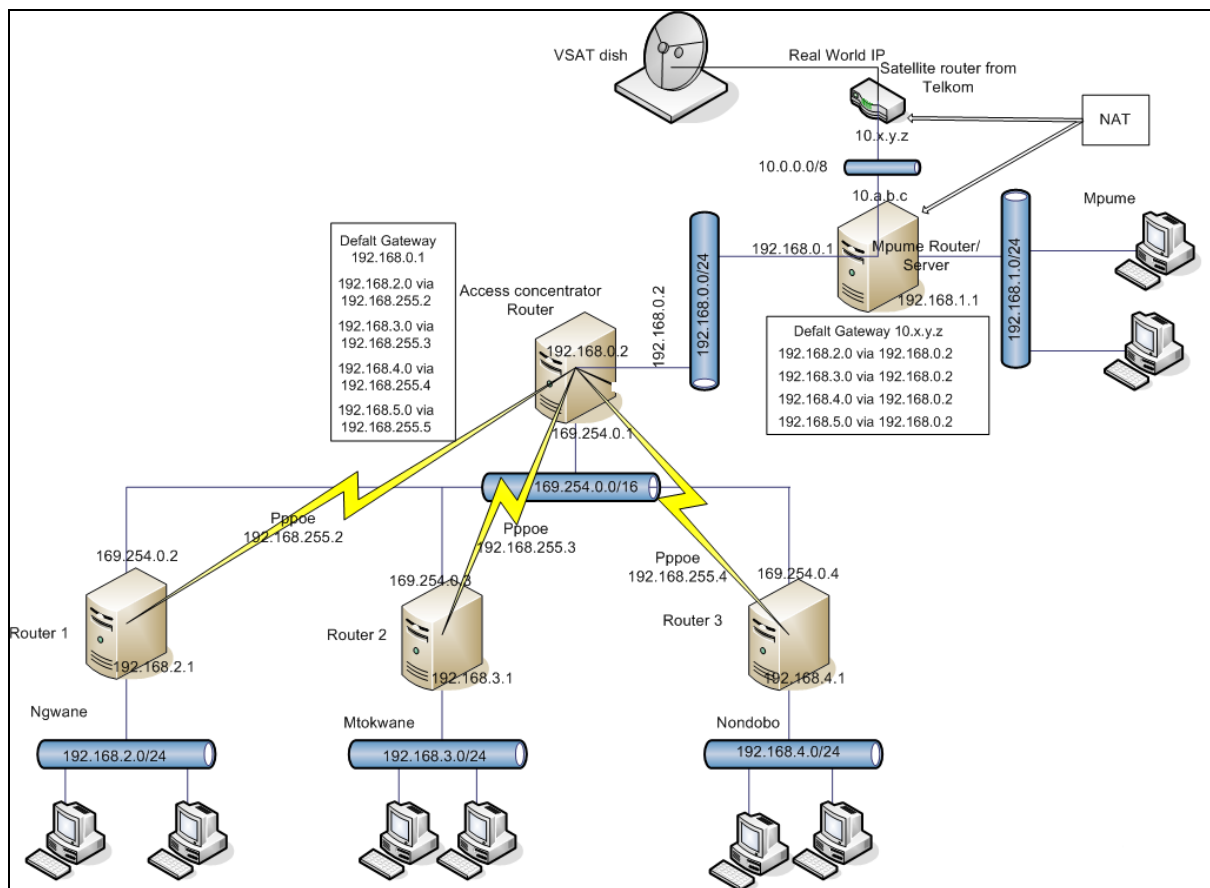 VSAT dish
Real World IP
Satellite router from
Telkom
NAT
10.x.y.z
10.0.0.0/8
10.a.b.c
Mpume
192.168.0.1
Mpume Router/
Server
192.168.1.1
192.168.1.0/24
192.168.0.0/24
192.168.0.2
Defalt Gateway
192.168.0.1
192.168.2.0 via
192.168.255.2
192.168.3.0 via
192.168.255.3
192.168.4.0 via
192.168.255.4
192.168.5.0 via
192.168.255.5
Access concentrator
Router
192.168.0.2
169.254.0.1
Defalt Gateway 10.x.y.z
192.168.2.0 via 192.168.0.2
192.168.3.0 via 192.168.0.2
192.168.4.0 via 192.168.0.2
192.168.5.0 via 192.168.0.2
169.254.0.0/16
Pppoe
192.168.255.2
Pppoe
192.168.255.3
Pppoe
192.168.255.4
169.254.0.2
169.254.0.3
169.254.0.4
Router 1
Router 2
Router 3
192.168.2.1
192.168.3.1
192.168.4.1
Ngwane
Mtokwane
Nondobo
192.168.2.0/24
192.168.3.0/24
192.168.4.0/24